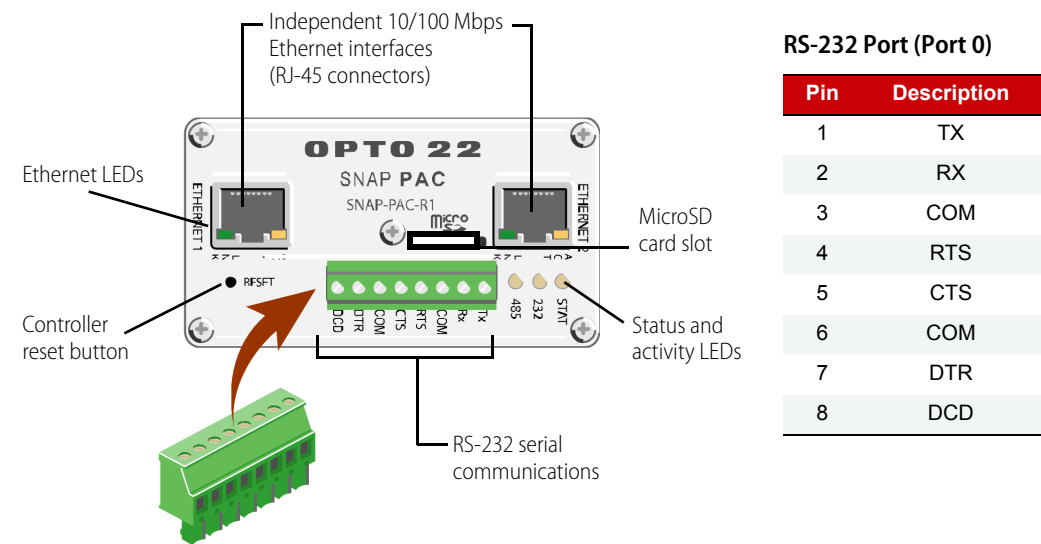 Independent 10/100 Mbps
Ethernet interfaces
(RJ-45 connectors)
Ethernet LEDs
OPTO 22
SNAP PAC
SNAP-PAC-R1
Micro
ETHERNET 1
ETHERNET 2
MicroSD
card slot
RESET
Controller
reset button
DCD
DTR
COM
CTS
RTS
COM
Rx
Tx
485
232
STAT
Status and
activity LEDs
RS-232 serial
communications
RS-232 Port (Port 0)
Pin Description
1 TX
2 RX
3 COM
4 RTS
5 CTS
6 COM
7 DTR
8 DCD